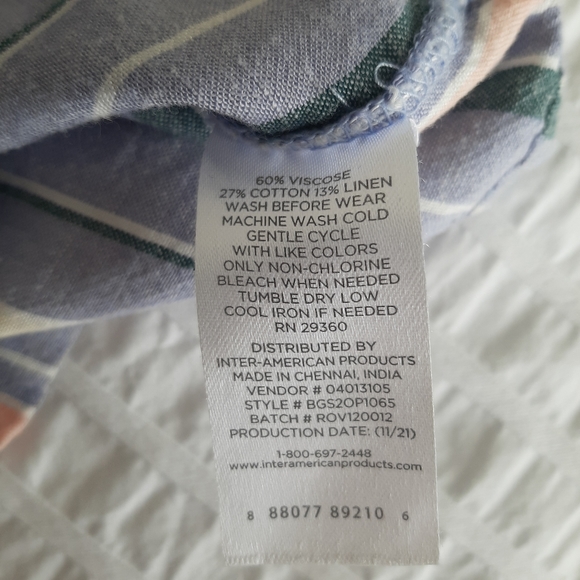 60% VISCOSE
27% COTTON 13% LINEN
WASH BEFORE WEAR
MACHINE WASH COLD
GENTLE CYCLE
WITH LIKE COLORS
ONLY NON-CHLORINE
BLEACH WHEN NEEDED
TUMBLE DRY LOW
COOL IRON IF NEEDED
RN 29360
DISTRIBUTED BY
INTER-AMERICAN PRODUCTS
MADE IN CHENNAI, INDIA
VENDOR # 04013105
STYLE # BGS2OP1065
BATCH # ROV120012
PRODUCTION DATE: (11/21)
1-800-697-2448
www.interamericanproducts.com
8 88077 89210 6